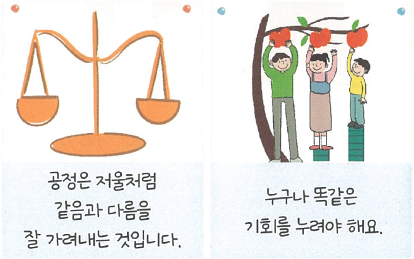 공정은 저울처럼
같음과 다름을
잘 가려내는 것입니다.
누구나 똑같은
기회를 누려야 해요.